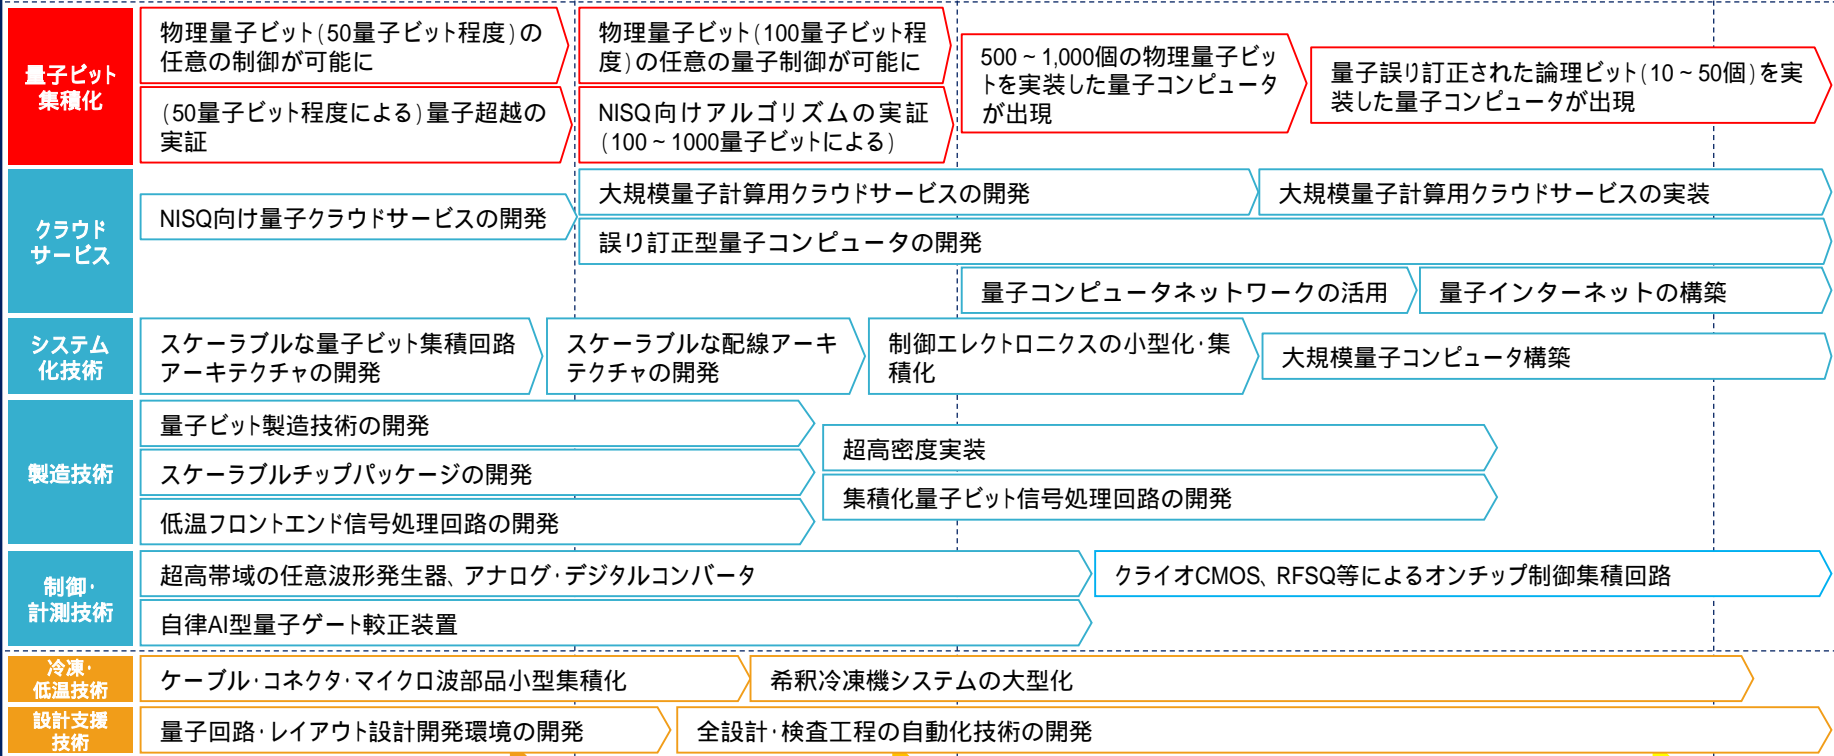 量子ビット
集積化
物理量子ビット(50量子ビット程度)の
任意の制御が可能に
物理量子ビット(100量子ビット程
度)の任意の量子制御が可能に
(50量子ビット程度による)量子超越の
実証
NISQ向けアルゴリズムの実証
(100~1000量子ビットによる)
500~1,000個の物理量子ビッ
トを実装した量子コンピュータ
が出現
量子誤り訂正された論理ビット(10~50個)を実
装した量子コンピュータが出現
クラウド
サービス
NISQ向け量子クラウドサービスの開発
大規模量子計算用クラウドサービスの開発
大規模量子計算用クラウドサービスの実装
誤り訂正型量子コンピュータの開発
量子コンピュータネットワークの活用
量子インターネットの構築
システム
化技術
スケーラブルな量子ビット集積回路
アーキテクチャの開発
スケーラブルな配線アーキ
テクチャの開発
制御エレクトロニクスの小型化・集
積化
大規模量子コンピュータ構築
製造技術
量子ビット製造技術の開発
スケーラブルチップパッケージの開発
低温フロントエンド信号処理回路の開発
超高密度実装
集積化量子ビット信号処理回路の開発
制御・
計測技術
超高帯域の任意波形発生器、アナログ・デジタルコンバータ
クライオCMOS、RFSQ等によるオンチップ制御集積回路
自律AI型量子ゲート較正装置
冷凍・
低温技術
ケーブル・コネクタ・マイクロ波部品小型集積化
希釈冷凍機システムの大型化
設計支援
技術
量子回路・レイアウト設計開発環境の開発
全設計・検査工程の自動化技術の開発